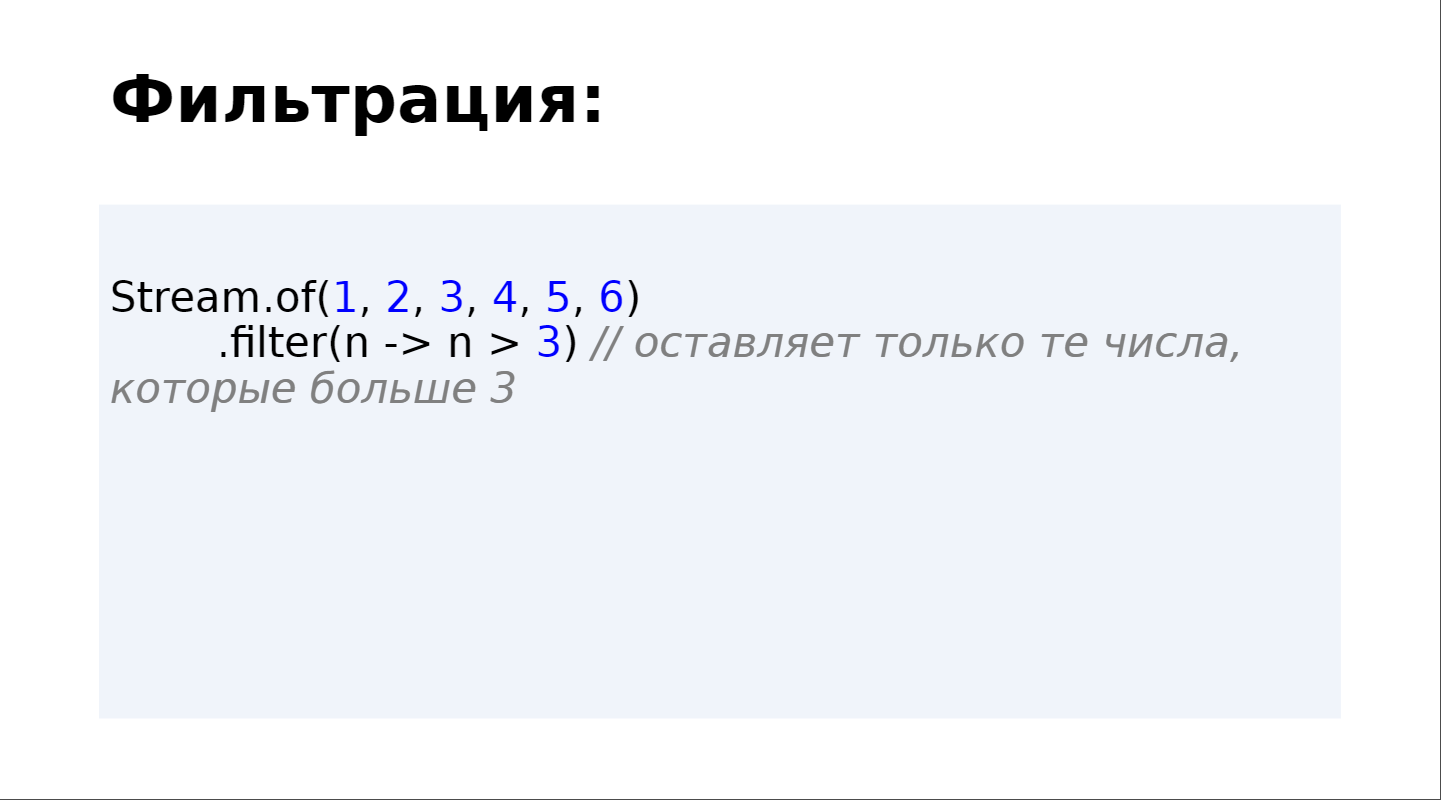 Фильтрация:
Stream.of(1, 2, 3, 4, 5, 6)
.filter(n -> n > 3) // оставляет только те числа,
которые больше 3